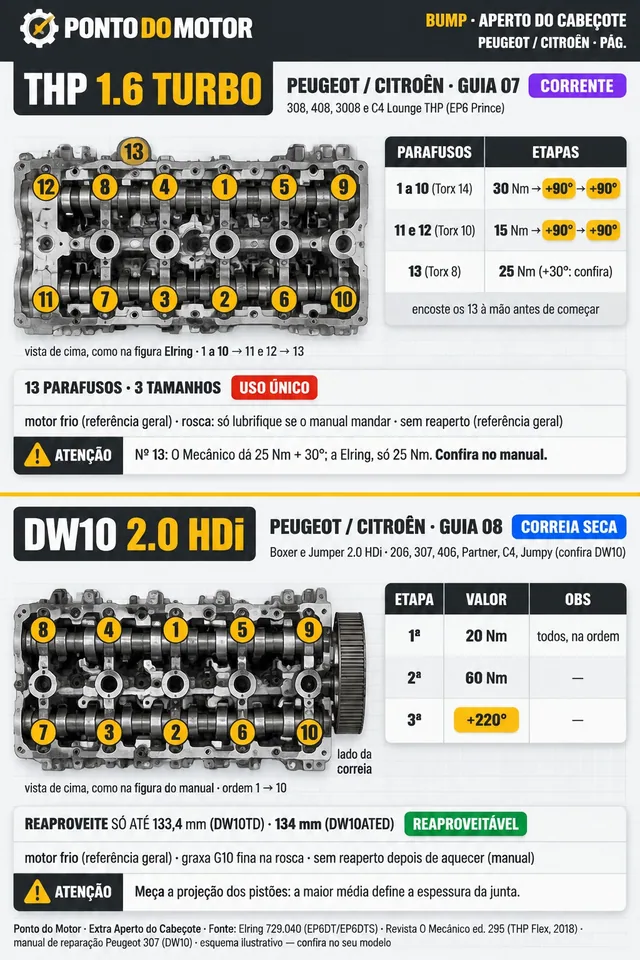 PONTO DO MOTOR
BUMP · APERTO DO CABEÇOTE
PEUGEOT / CITROËN · PÁG.
THP 1.6 TURBO
PEUGEOT / CITROËN · GUIA 07 CORRENTE
308, 408, 3008 e C4 Lounge THP (EP6 Prince)
13
12 8 4 1 5 9
11 7 3 2 6 10
vista de cima, como na figura Elring · 1 a 10 → 11 e 12 → 13
PARAFUSOS ETAPAS
1 a 10 (Torx 14) 30 Nm → +90° → +90°
11 e 12 (Torx 10) 15 Nm → +90° → +90°
13 (Torx 8) 25 Nm (+30°: confira)
encoste os 13 à mão antes de começar
13 PARAFUSOS · 3 TAMANHOS USO ÚNICO
motor frio (referência geral) · rosca: só lubrifique se o manual mandar · sem reaperto (referência geral)
ATENÇÃO Nº 13: O Mecânico dá 25 Nm + 30°; a Elring, só 25 Nm. Confira no manual.
DW10 2.0 HDi
PEUGEOT / CITROËN · GUIA 08 CORREIA SECA
Boxer e Jumper 2.0 HDi · 206, 307, 406, Partner, C4, Jumpy (confira DW10)
8 4 1 5 9
7 3 2 6 10
lado da
correia
vista de cima, como na figura do manual · ordem 1 → 10
ETAPA VALOR OBS
1ª 20 Nm todos, na ordem
2ª 60 Nm —
3ª +220° —
REAPROVEITE SÓ ATÉ 133,4 mm (DW10TD) · 134 mm (DW10ATED) REAPROVEITÁVEL
motor frio (referência geral) · graxa G10 fina na rosca · sem reaperto depois de aquecer (manual)
ATENÇÃO Meça a projeção dos pistões: a maior média define a espessura da junta.
Ponto do Motor · Extra Aperto do Cabeçote · Fonte: Elring 729.040 (EP6DT/EP6DTS) · Revista O Mecânico ed. 295 (THP Flex, 2018) ·
manual de reparação Peugeot 307 (DW10) · esquema ilustrativo — confira no seu modelo